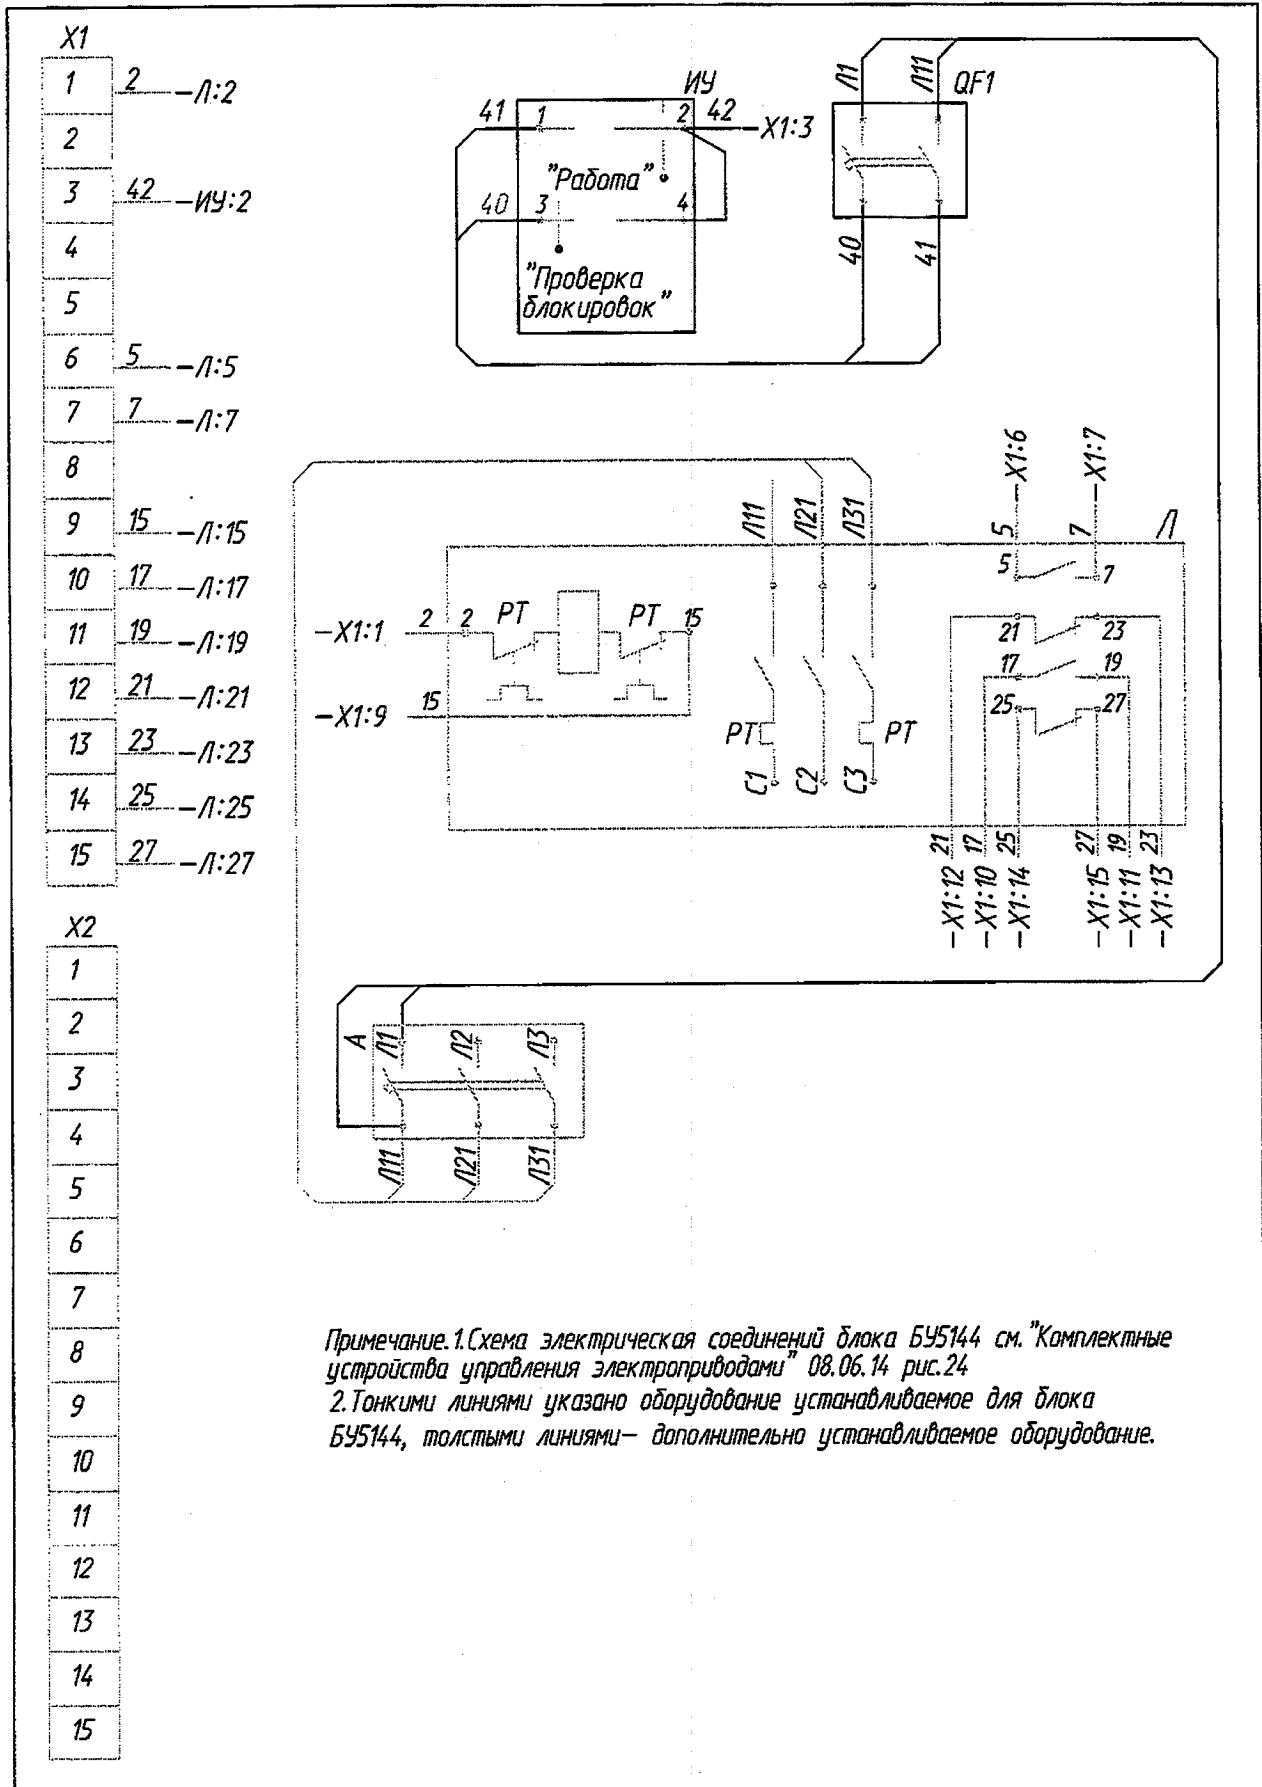 X1
1 2 –Л:2
2
3 42 –ИУ:2
4
5
6 5 –Л:5
7 7 –Л:7
8
9 15 –Л:15
10 17 –Л:17
11 19 –Л:19
12 21 –Л:21
13 23 –Л:23
14 25 –Л:25
15 27 –Л:27
X2
1
2
3
4
5
6
7
8
9
10
11
12
13
14
15
ИУ
41 1 2 42 –X1:3
"Работа"
40 3 4
"Проверка
блокировок"
Л1 Л11 QF1
40 41
–X1:6 –X1:7
Л11 Л21 Л31 5 7 Л
5 7
–X1:1 2 2 РТ РТ 15
21 23
17 19
–X1:9 15
25 27
РТ РТ
С1 С2 С3
21 17 25 27 19 23
–X1:12 –X1:10 –X1:14 –X1:15 –X1:11 –X1:13
А Л1 Л2 Л3
Л11 Л21 Л31
Примечание.1.Схема электрическая соединений блока БУ5144 см. "Комплектные
устройства управления электроприводами" 08.06.14 рис.24
2.Тонкими линиями указано оборудование устанавливаемое для блока
БУ5144, толстыми линиями– дополнительно устанавливаемое оборудование.